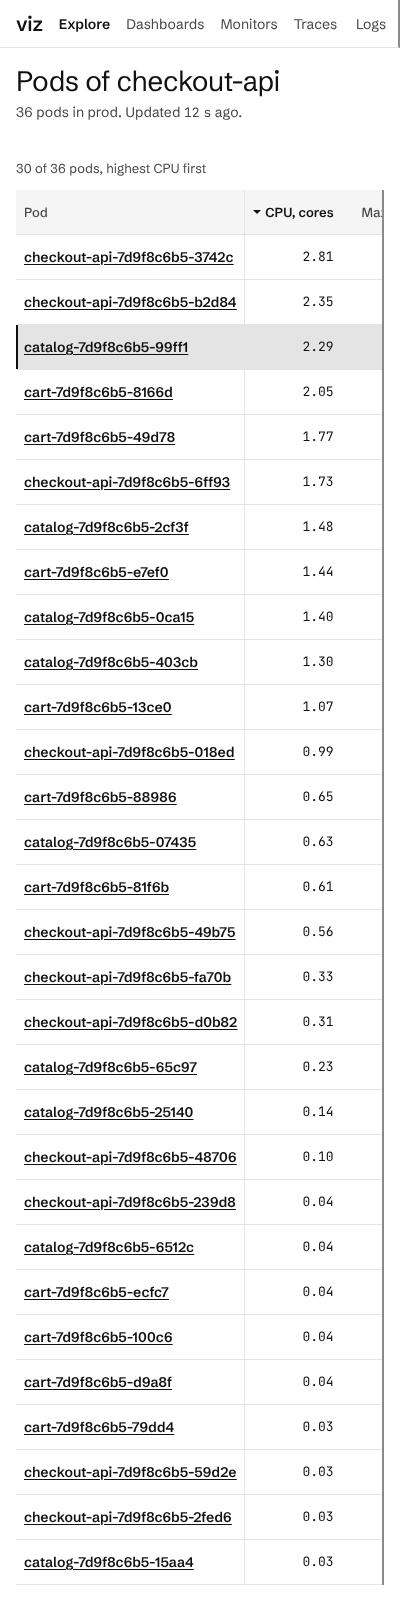 viz Explore Dashboards Monitors Traces Logs
Pods of checkout-api
36 pods in prod. Updated 12 s ago.
30 of 36 pods, highest CPU first
Pod CPU, cores
checkout-api-7d9f8c6b5-3742c 2.81
checkout-api-7d9f8c6b5-b2d84 2.35
catalog-7d9f8c6b5-99ff1 2.29
cart-7d9f8c6b5-8166d 2.05
cart-7d9f8c6b5-49d78 1.77
checkout-api-7d9f8c6b5-6ff93 1.73
catalog-7d9f8c6b5-2cf3f 1.48
cart-7d9f8c6b5-e7ef0 1.44
catalog-7d9f8c6b5-0ca15 1.40
catalog-7d9f8c6b5-403cb 1.30
cart-7d9f8c6b5-13ce0 1.07
checkout-api-7d9f8c6b5-018ed 0.99
cart-7d9f8c6b5-88986 0.65
catalog-7d9f8c6b5-07435 0.63
cart-7d9f8c6b5-81f6b 0.61
checkout-api-7d9f8c6b5-49b75 0.56
checkout-api-7d9f8c6b5-fa70b 0.33
checkout-api-7d9f8c6b5-d0b82 0.31
catalog-7d9f8c6b5-65c97 0.23
catalog-7d9f8c6b5-25140 0.14
checkout-api-7d9f8c6b5-48706 0.10
checkout-api-7d9f8c6b5-239d8 0.04
catalog-7d9f8c6b5-6512c 0.04
cart-7d9f8c6b5-ecfc7 0.04
cart-7d9f8c6b5-100c6 0.04
cart-7d9f8c6b5-d9a8f 0.04
cart-7d9f8c6b5-79dd4 0.03
checkout-api-7d9f8c6b5-59d2e 0.03
checkout-api-7d9f8c6b5-2fed6 0.03
catalog-7d9f8c6b5-15aa4 0.03